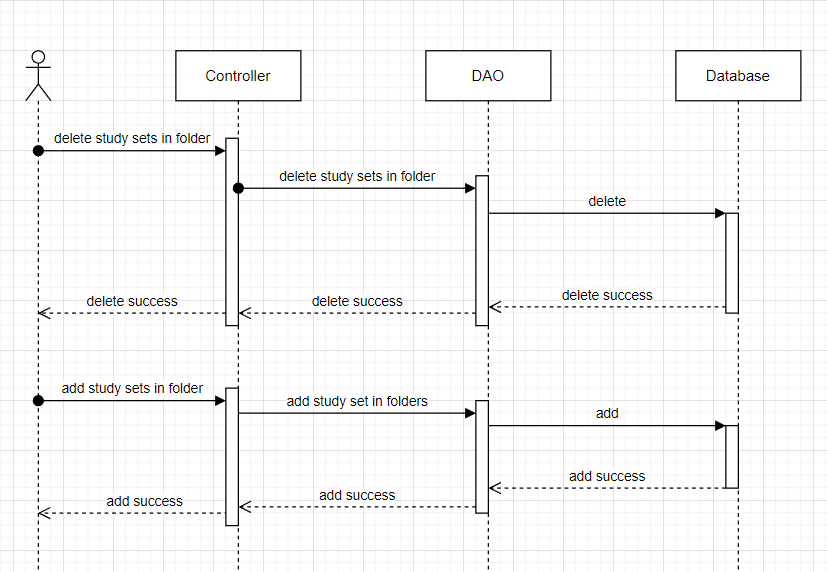 Controller
DAO
Database
delete study sets in folder
delete study sets in folder
delete
delete success
delete success
delete success
add study sets in folder
add study set in folders
add
add success
add success
add success